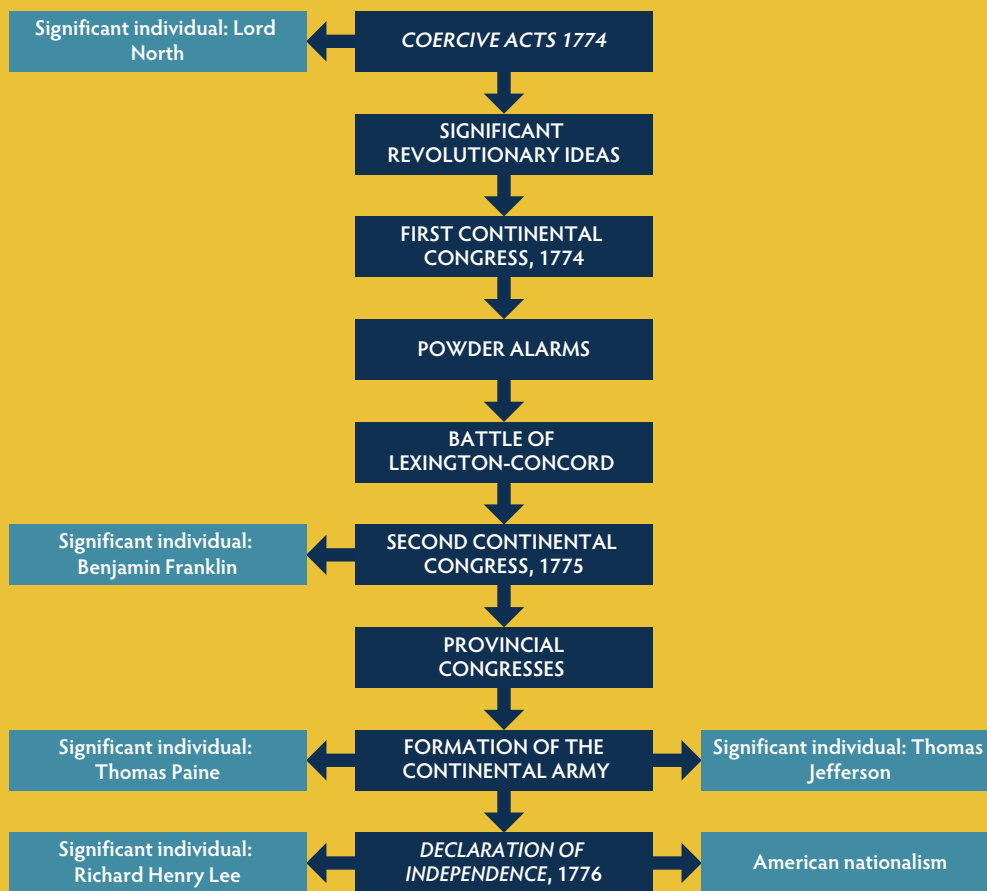 Significant individual: Lord
North
COERCIVE ACTS 1774
SIGNIFICANT
REVOLUTIONARY IDEAS
FIRST CONTINENTAL
CONGRESS, 1774
POWDER ALARMS
BATTLE OF
LEXINGTON-CONCORD
Significant individual:
Benjamin Franklin
SECOND CONTINENTAL
CONGRESS, 1775
PROVINCIAL
CONGRESSES
Significant individual:
Thomas Paine
FORMATION OF THE
CONTINENTAL ARMY
Significant individual: Thomas
Jefferson
Significant individual:
Richard Henry Lee
DECLARATION OF
INDEPENDENCE, 1776
American nationalism